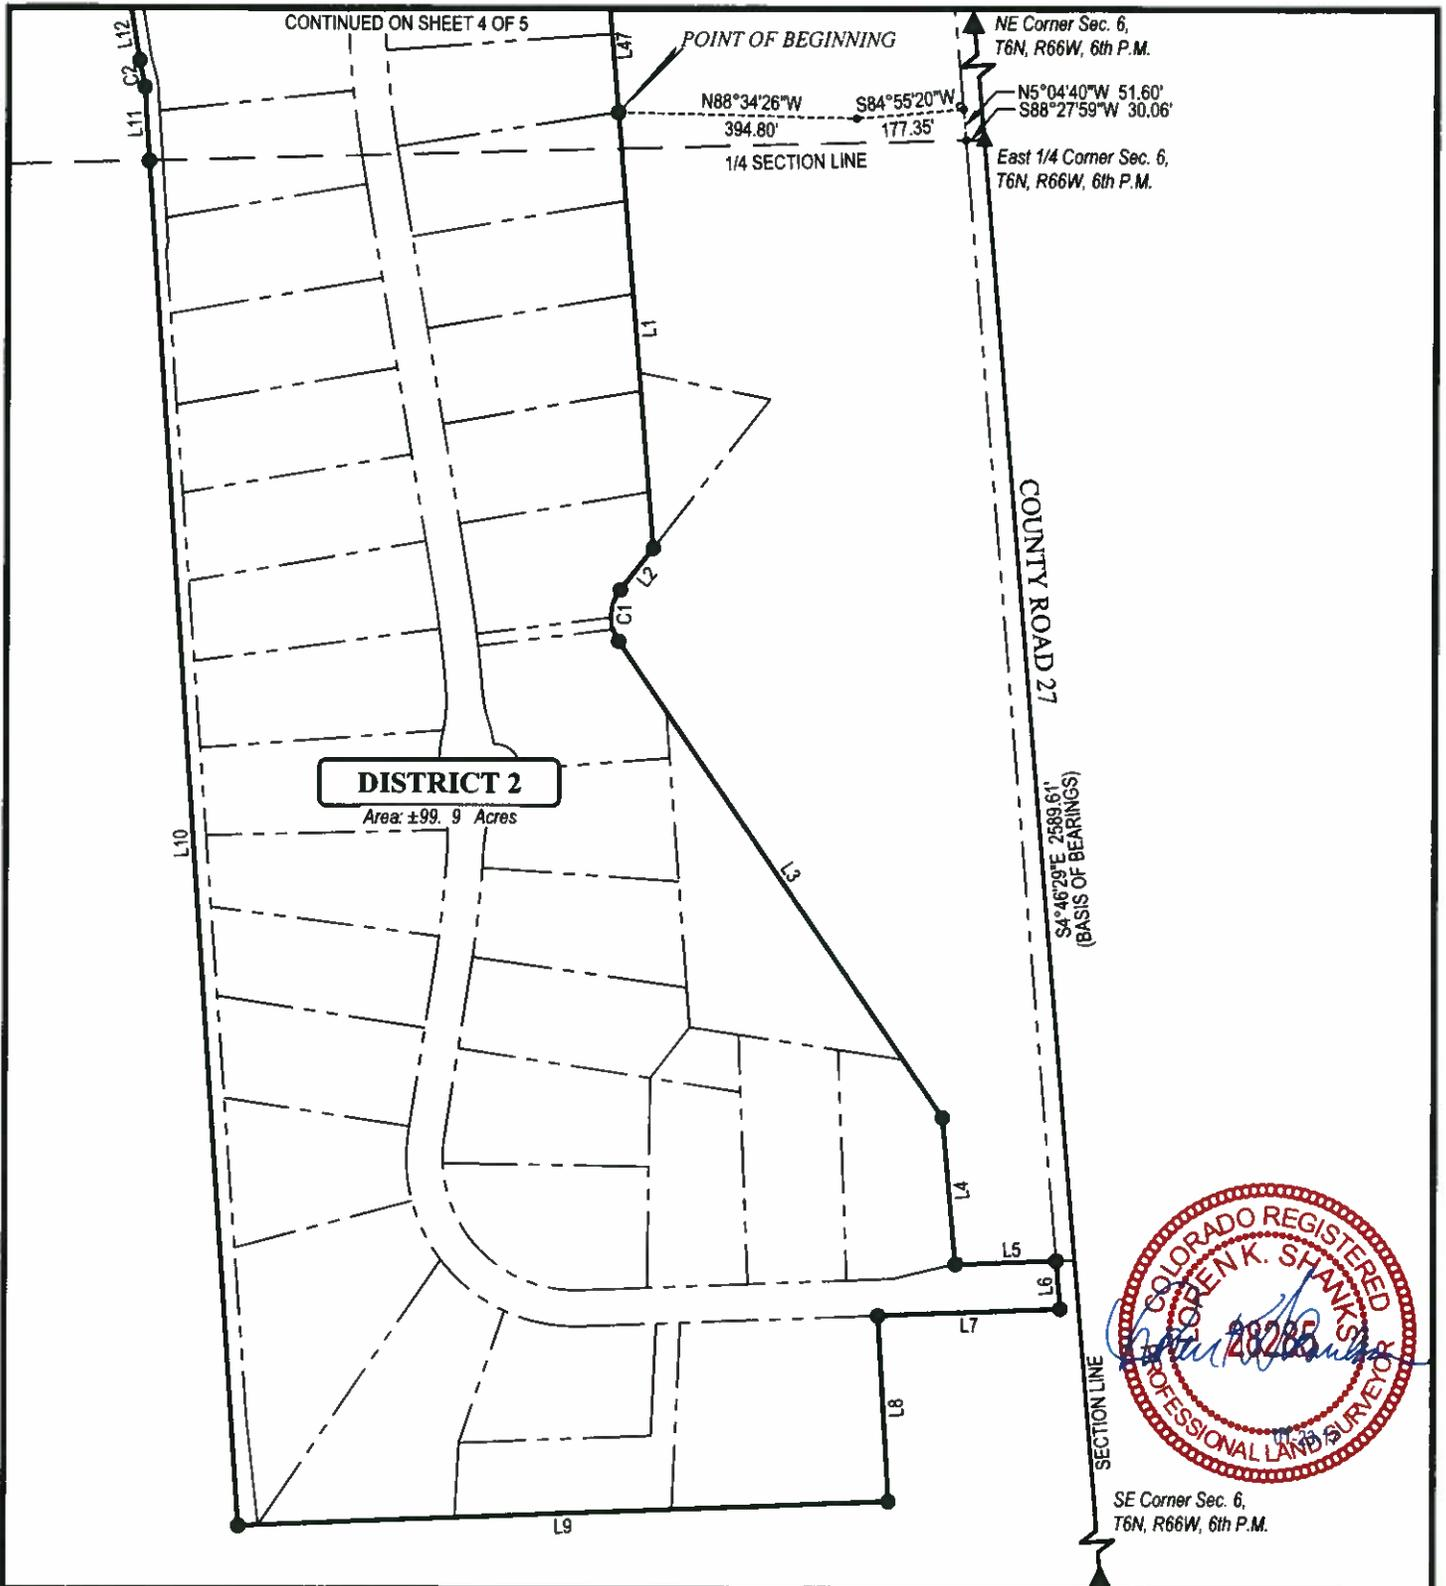 CONTINUED ON SHEET 4 OF 5
L12
C2
L11
L47
POINT OF BEGINNING
NE Corner Sec. 6,
T6N, R66W, 6th P.M.
N88°34'26"W
394.80'
S84°55'20"W
177.35'
N5°04'40"W 51.60'
S88°27'59"W 30.06'
1/4 SECTION LINE
East 1/4 Corner Sec. 6,
T6N, R66W, 6th P.M.
L1
L2
C1
COUNTY ROAD 27
DISTRICT 2
Area: ±99. 9 Acres
L10
L3
S4°46'29"E 2589.61'
(BASIS OF BEARINGS)
L4
L5
L6
L7
L8
L9
SECTION LINE
COLORADO REGISTERED
LOREN K. SHANKS
28285
PROFESSIONAL LAND SURVEYOR
SE Corner Sec. 6,
T6N, R66W, 6th P.M.